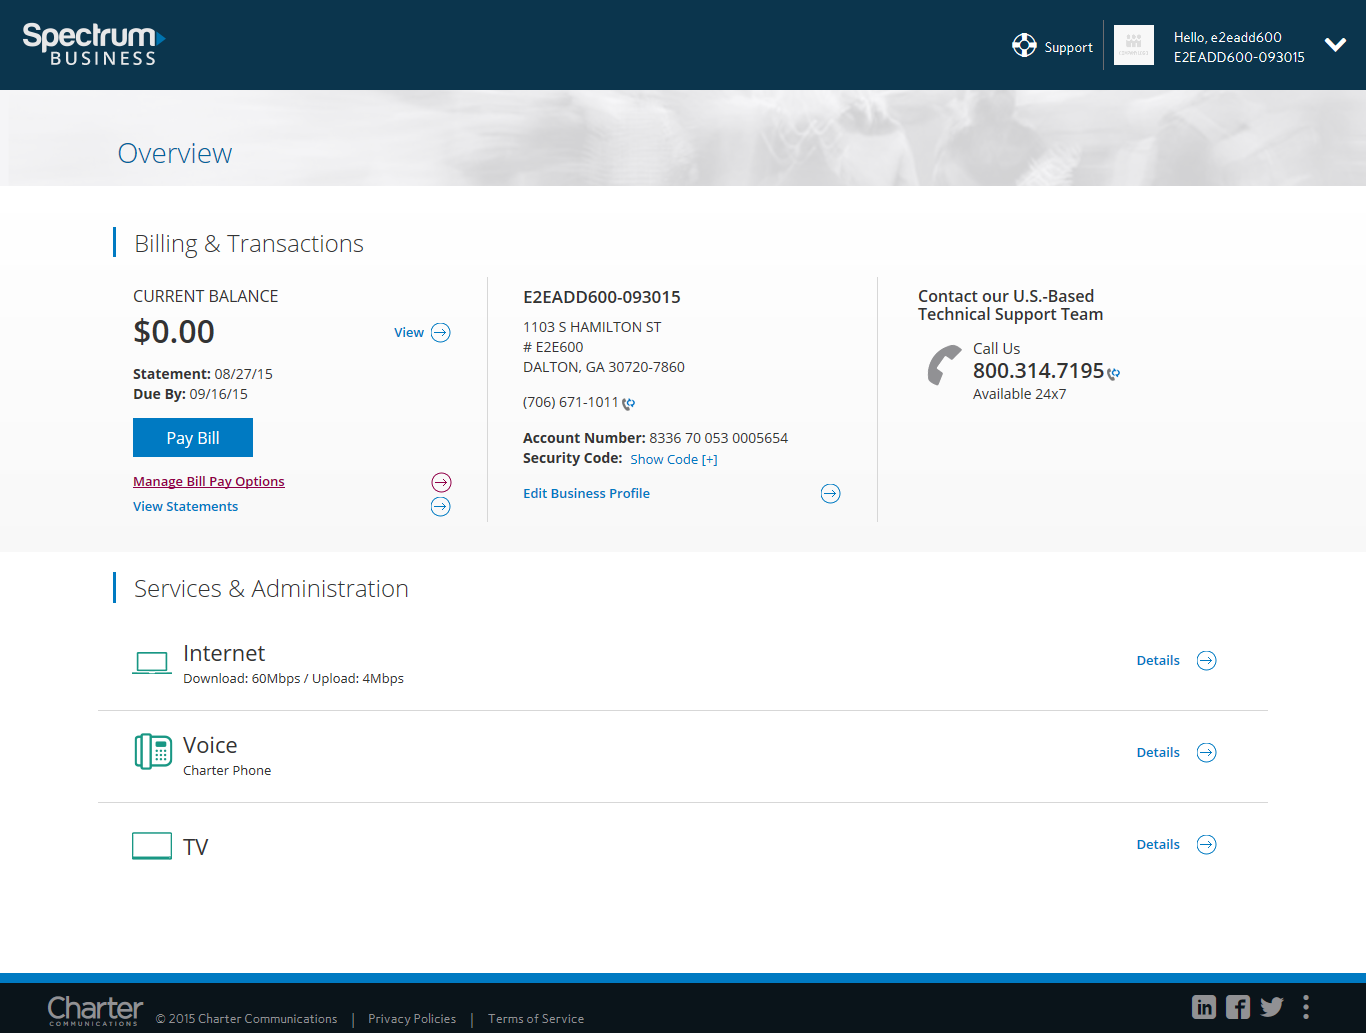 Spectrum
BUSINESS
Support
Hello, e2eadd600
E2EADD600-093015
Overview
Billing & Transactions
CURRENT BALANCE
$0.00
View
Statement: 08/27/15
Due By: 09/16/15
Pay Bill
Manage Bill Pay Options
View Statements
E2EADD600-093015
1103 S HAMILTON ST
# E2E600
DALTON, GA 30720-7860
(706) 671-1011
Account Number: 8336 70 053 0005654
Security Code: Show Code [+]
Edit Business Profile
Contact our U.S.-Based
Technical Support Team
Call Us
800.314.7195
Available 24x7
Services & Administration
Internet
Download: 60Mbps / Upload: 4Mbps
Details
Voice
Charter Phone
Details
TV
Details
Charter
COMMUNICATIONS
© 2015 Charter Communications | Privacy Policies | Terms of Service